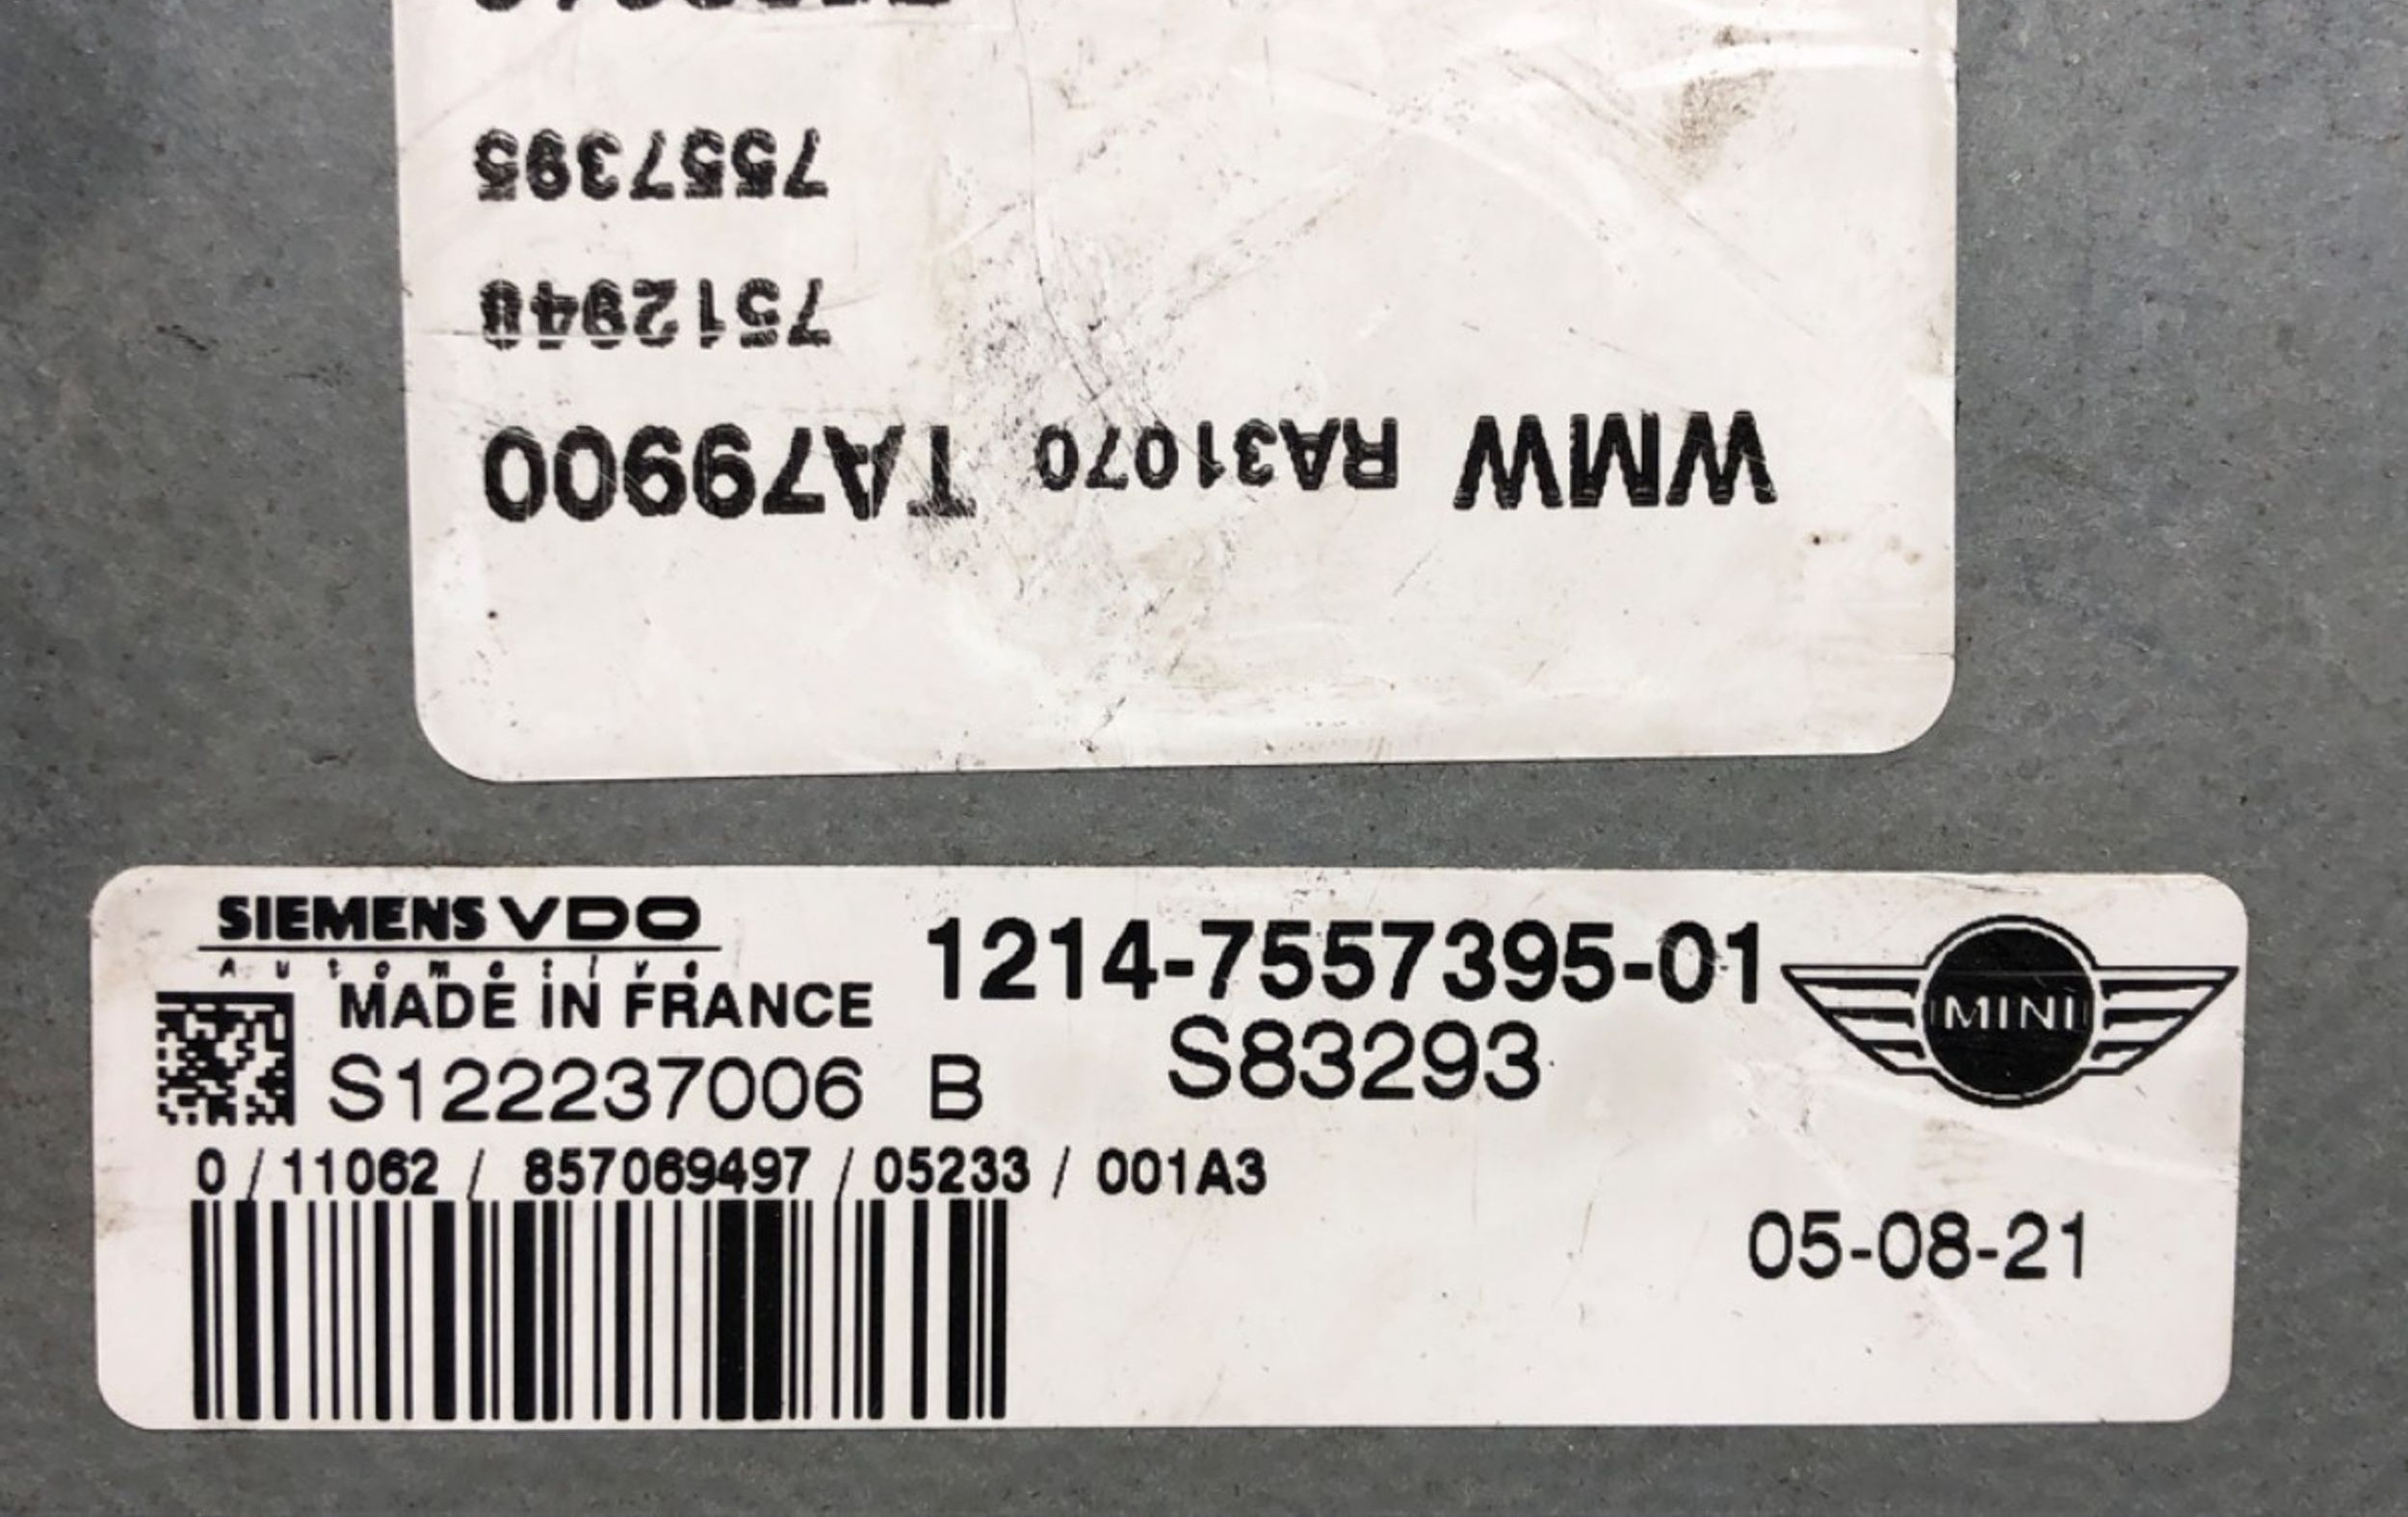 WMW RA31070 TA79900
7557395
SIEMENS VDO
Automotive
MADE IN FRANCE
1214-7557395-01
S122237006 B
S83293
MINI
0 / 11062 / 857069497 / 05233 / 001A3
05-08-21